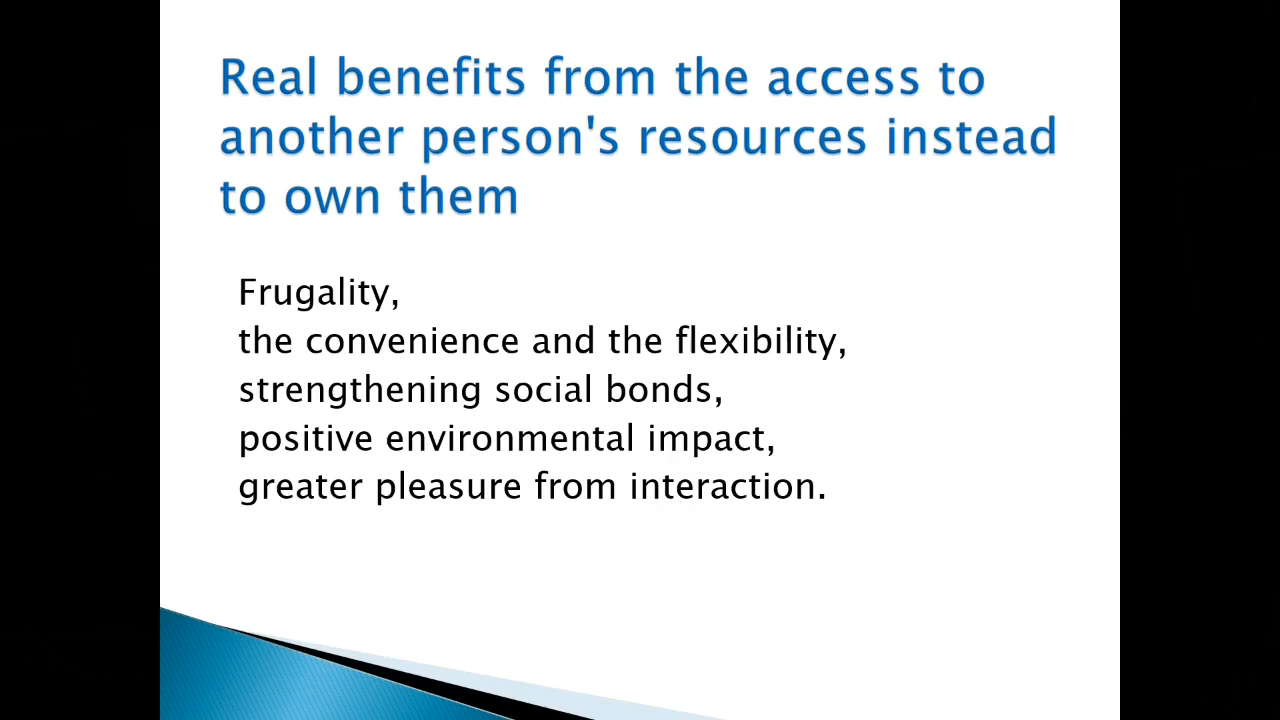 Real benefits from the access to
another person's resources instead
to own them
Frugality,
the convenience and the flexibility,
strengthening social bonds,
positive environmental impact,
greater pleasure from interaction.